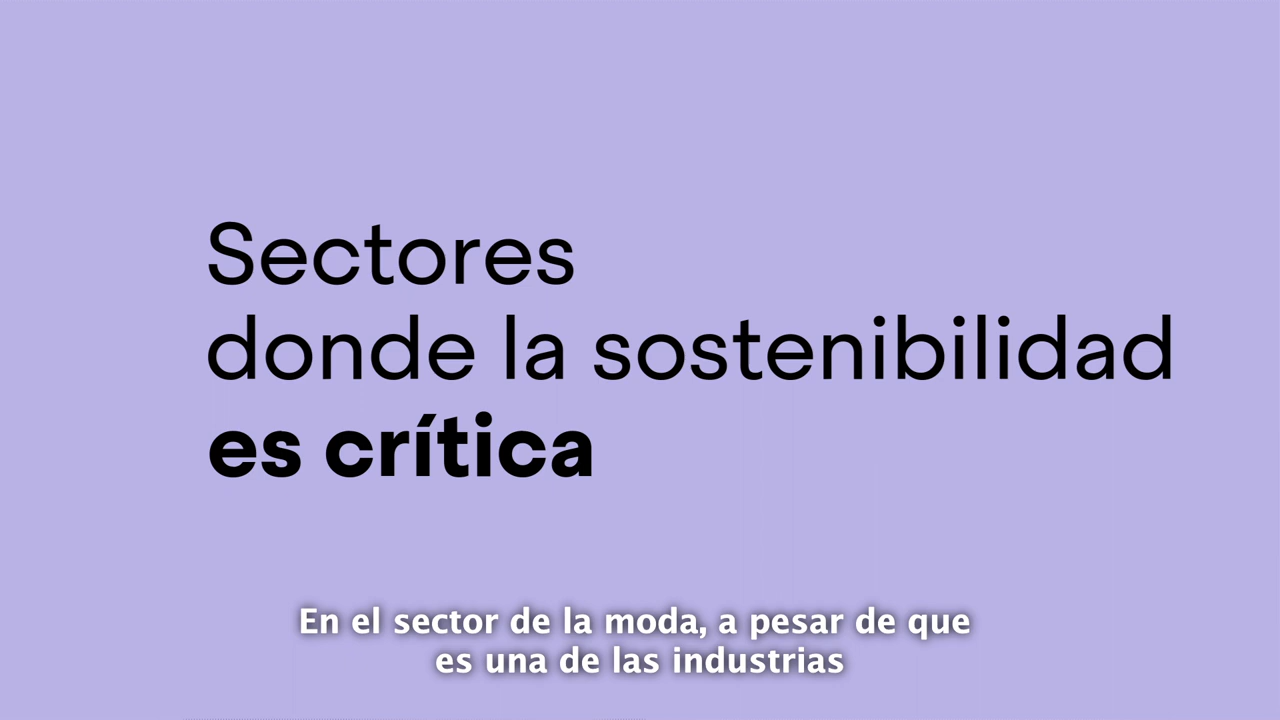 Sectores
donde la sostenibilidad
es crítica
En el sector de la moda, a pesar de que
es una de las industrias